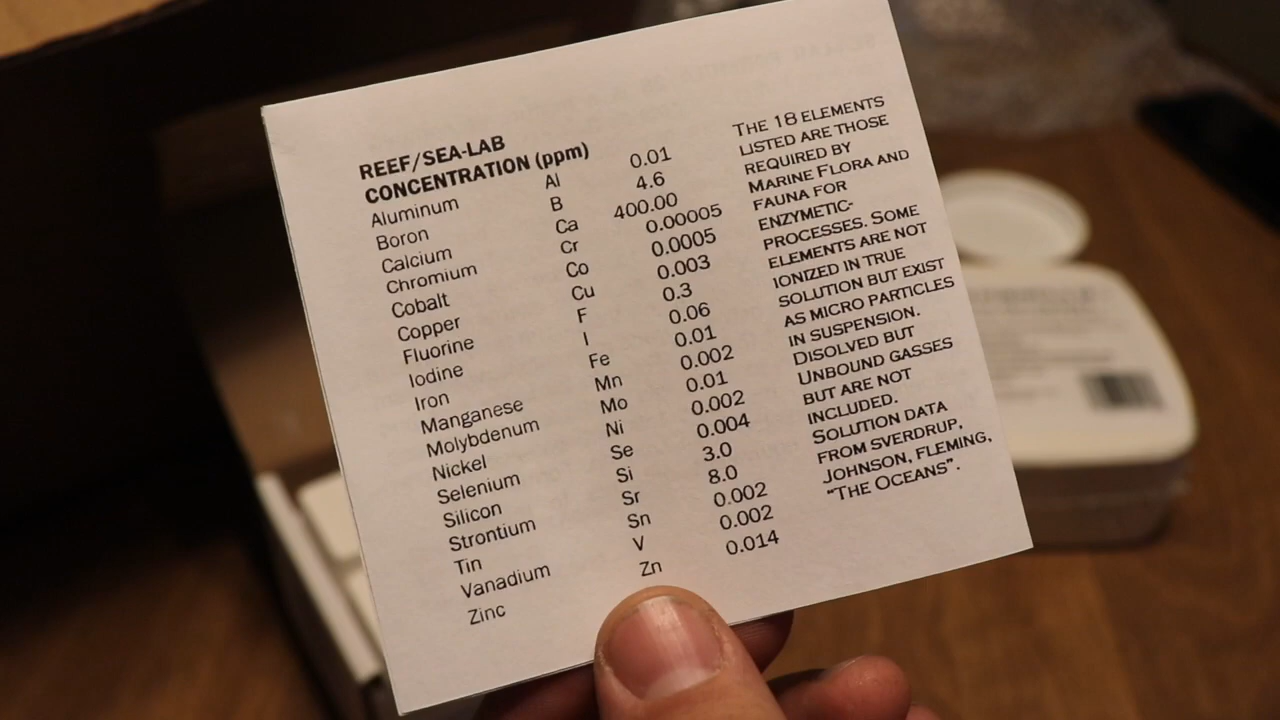 REEF/SEA-LAB
CONCENTRATION (ppm)
Aluminum Al 0.01
Boron B 4.6
Calcium Ca 400.00
Chromium Cr 0.00005
Cobalt Co 0.0005
Copper Cu 0.003
Fluorine F 0.3
Iodine I 0.06
Iron Fe 0.01
Manganese Mn 0.002
Molybdenum Mo 0.01
Nickel Ni 0.002
Selenium Se 0.004
Silicon Si 3.0
Strontium Sr 8.0
Tin Sn 0.002
Vanadium V 0.002
Zinc Zn 0.014
THE 18 ELEMENTS
LISTED ARE THOSE
REQUIRED BY
MARINE FLORA AND
FAUNA FOR
ENZYMETIC-
PROCESSES. SOME
ELEMENTS ARE NOT
IONIZED IN TRUE
SOLUTION BUT EXIST
AS MICRO PARTICLES
IN SUSPENSION.
DISOLVED BUT
UNBOUND GASSES
BUT ARE NOT
INCLUDED.
SOLUTION DATA
FROM SVERDRUP,
JOHNSON, FLEMING,
"THE OCEANS".